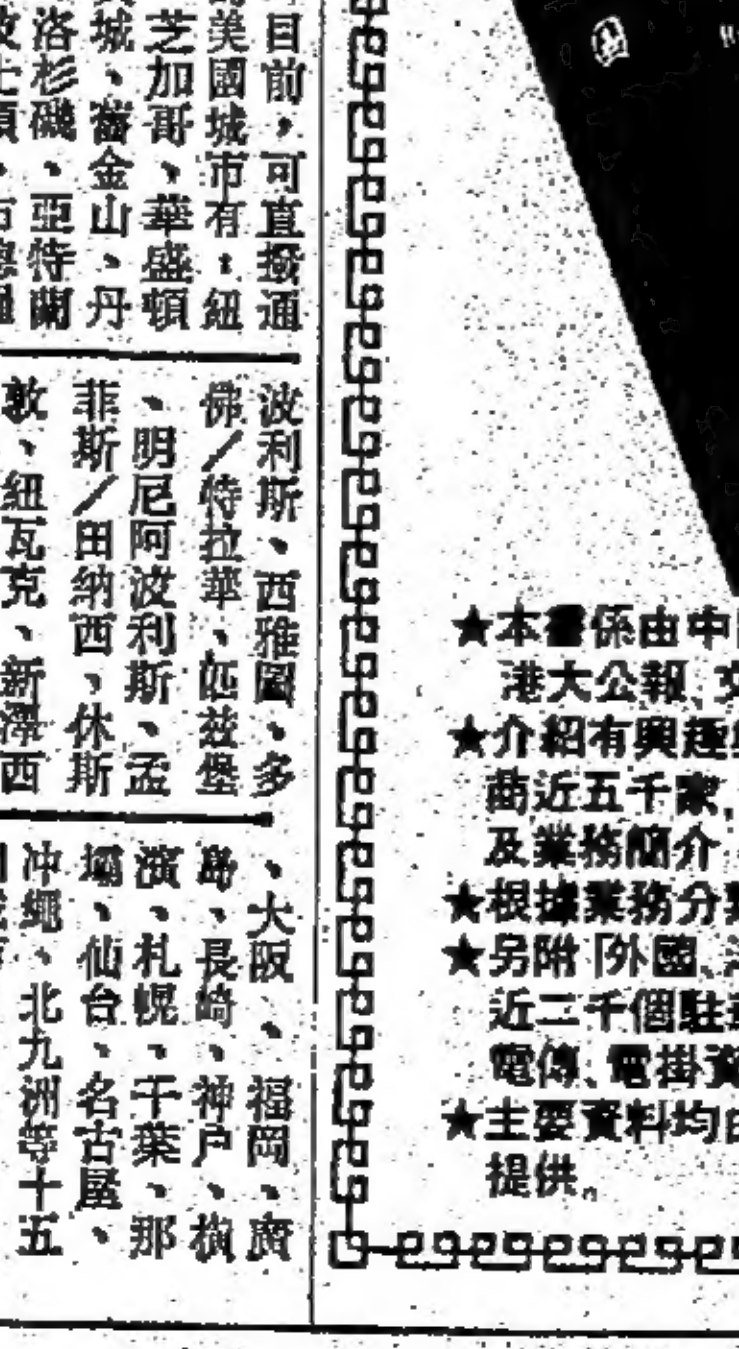 目前，可直撥通
美國城市有：紐
芝加哥、華盛頓
城、舊金山、丹
洛杉磯、亞特蘭
波利斯、西雅圖、多
佛／特拉華、匹茲堡
、明尼阿波利斯、孟
菲斯／田納西、休斯
敦、紐瓦克、新澤西
、大阪、福岡、廣
島、長崎、神戶、橫
濱、札幌、千葉、那
壩、仙台、名古屋、
沖繩、北九洲等十五
★本書係由中
港大公報、交
★介紹有興趣
商近五千家，
及業務簡介
★根據業務分類
★另附「外國、
近二千個駐
電傳、電掛資
★主要資料均由
提供。